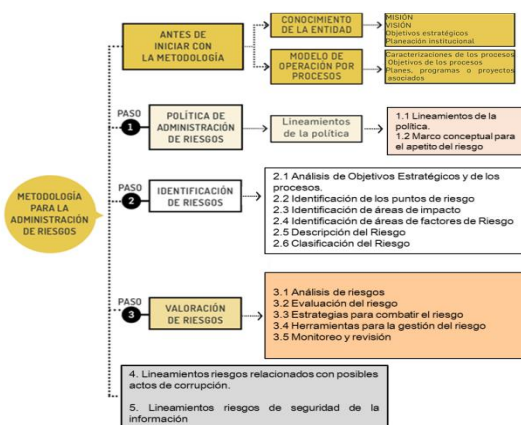 METODOLOGÍA
PARA LA
ADMINISTRACIÓN
DE RIESGOS
ANTES DE
INICIAR CON
LA METODOLOGÍA
CONOCIMIENTO
DE LA ENTIDAD
MISIÓN
VISIÓN
Objetivos estratégicos
Planeación institucional
MODELO DE
OPERACIÓN POR
PROCESOS
Caracterizaciones de los procesos
Objetivos de los procesos
Planes, programas o proyectos
asociados
PASO
1
POLÍTICA DE
ADMINISTRACIÓN
DE RIESGOS
Lineamientos
de la política
1.1 Lineamientos de la
política.
1.2 Marco conceptual para
el apetito del riesgo
PASO
2
IDENTIFICACIÓN
DE RIESGOS
2.1 Análisis de Objetivos Estratégicos y de los
procesos.
2.2 Identificación de los puntos de riesgo
2.3 Identificación de áreas de impacto
2.4 Identificación de áreas de factores de Riesgo
2.5 Descripción del Riesgo
2.6 Clasificación del Riesgo
PASO
3
VALORACIÓN
DE RIESGOS
3.1 Análisis de riesgos
3.2 Evaluación del riesgo
3.3 Estrategias para combatir el riesgo
3.4 Herramientas para la gestión del riesgo
3.5 Monitoreo y revisión
4. Lineamientos riesgos relacionados con posibles
actos de corrupción.
5. Lineamientos riesgos de seguridad de la
información